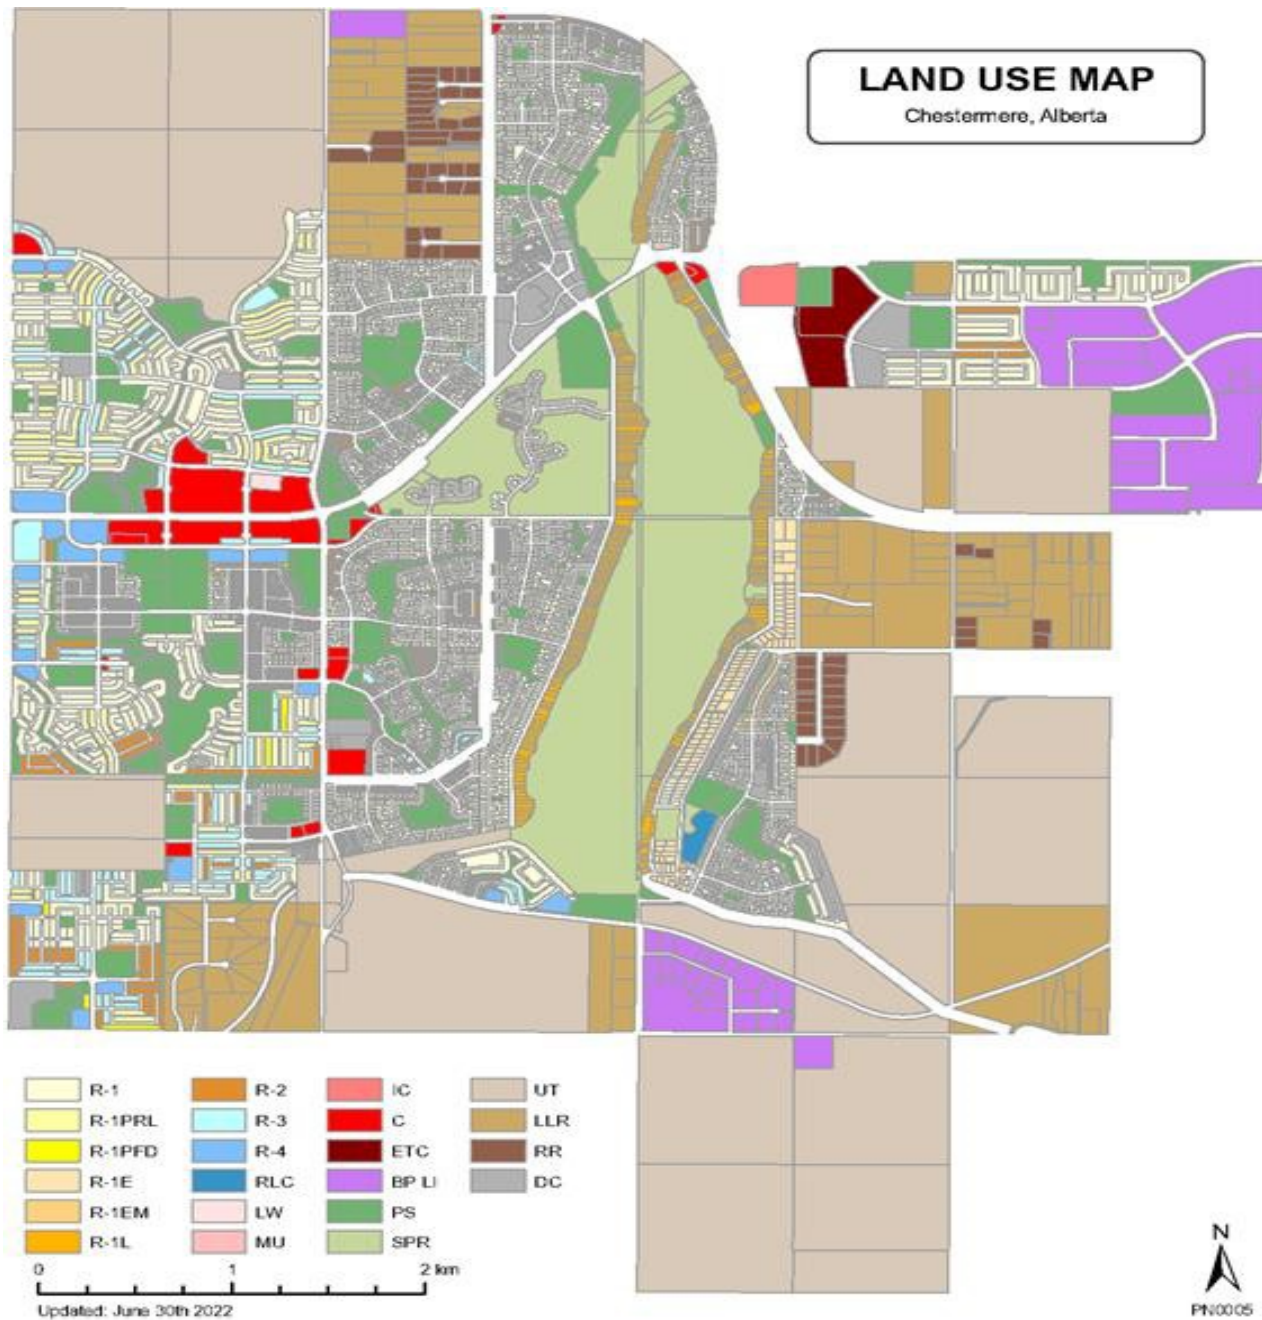 LAND USE MAP
Chestermere, Alberta
R-1 R-2 IC UT
R-1PRL R-3 C LLR
R-1PFD R-4 ETC RR
R-1E RLC BP LI DC
R-1EM LW PS
R-1L MU SPR
0 1 2 km
Updated: June 30th 2022
N
PN0005